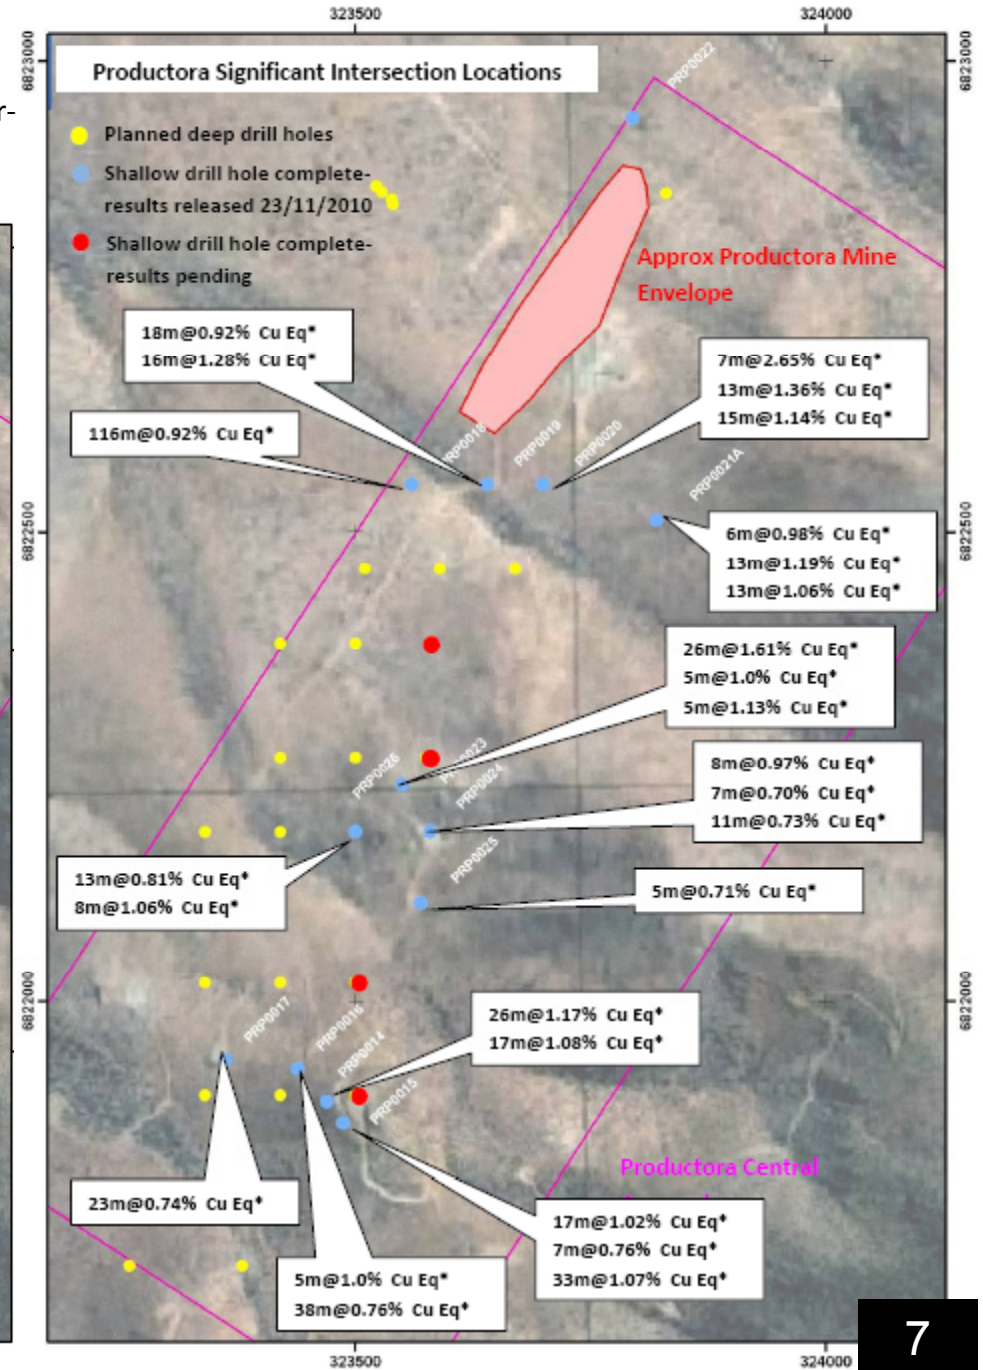 323500
324000
6823000
6823000
r-
Productora Significant Intersection Locations
PRP0022
Planned deep drill holes
Shallow drill hole complete-
results released 23/11/2010
Shallow drill hole complete-
results pending
Approx Productora Mine
Envelope
18m@0.92% Cu Eq*
16m@1.28% Cu Eq*
7m@2.65% Cu Eq*
13m@1.36% Cu Eq*
15m@1.14% Cu Eq*
116m@0.92% Cu Eq*
PRP0018
PRP0019
PRP0020
PRP0021A
6822500
6822500
6m@0.98% Cu Eq*
13m@1.19% Cu Eq*
13m@1.06% Cu Eq*
26m@1.61% Cu Eq*
5m@1.0% Cu Eq*
5m@1.13% Cu Eq*
PRP0026
PRP0023
PRP0024
8m@0.97% Cu Eq*
7m@0.70% Cu Eq*
11m@0.73% Cu Eq*
PRP0025
13m@0.81% Cu Eq*
8m@1.06% Cu Eq*
5m@0.71% Cu Eq*
6822000
6822000
PRP0017
PRP0016
PRP0014
PRP0015
26m@1.17% Cu Eq*
17m@1.08% Cu Eq*
Productora Central
23m@0.74% Cu Eq*
17m@1.02% Cu Eq*
7m@0.76% Cu Eq*
33m@1.07% Cu Eq*
5m@1.0% Cu Eq*
38m@0.76% Cu Eq*
323500
324000
7